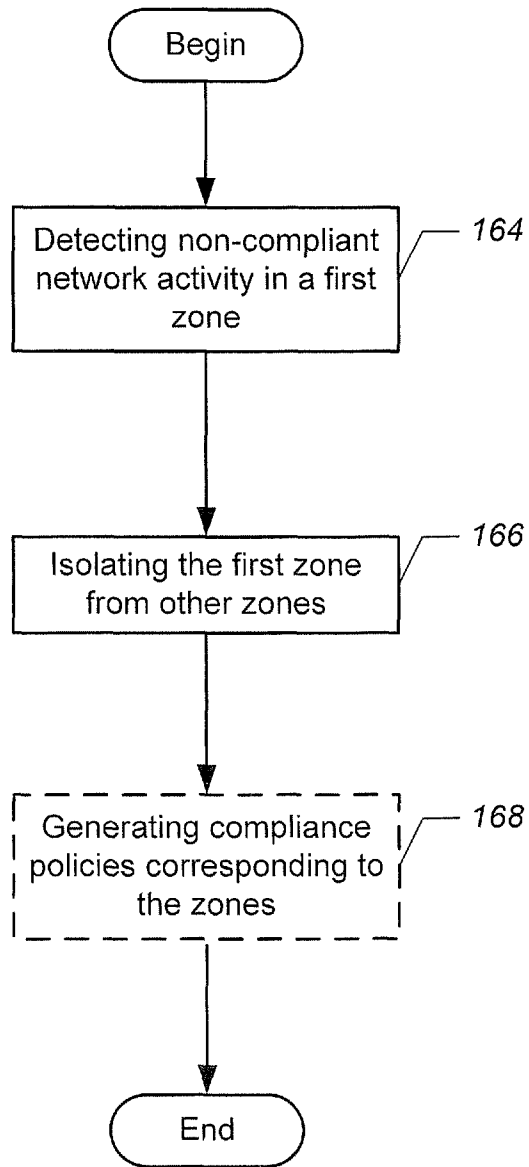 Begin
Detecting non-compliant
network activity in a first
zone
164
Isolating the first zone
from other zones
166
Generating compliance
policies corresponding to
the zones
168
End